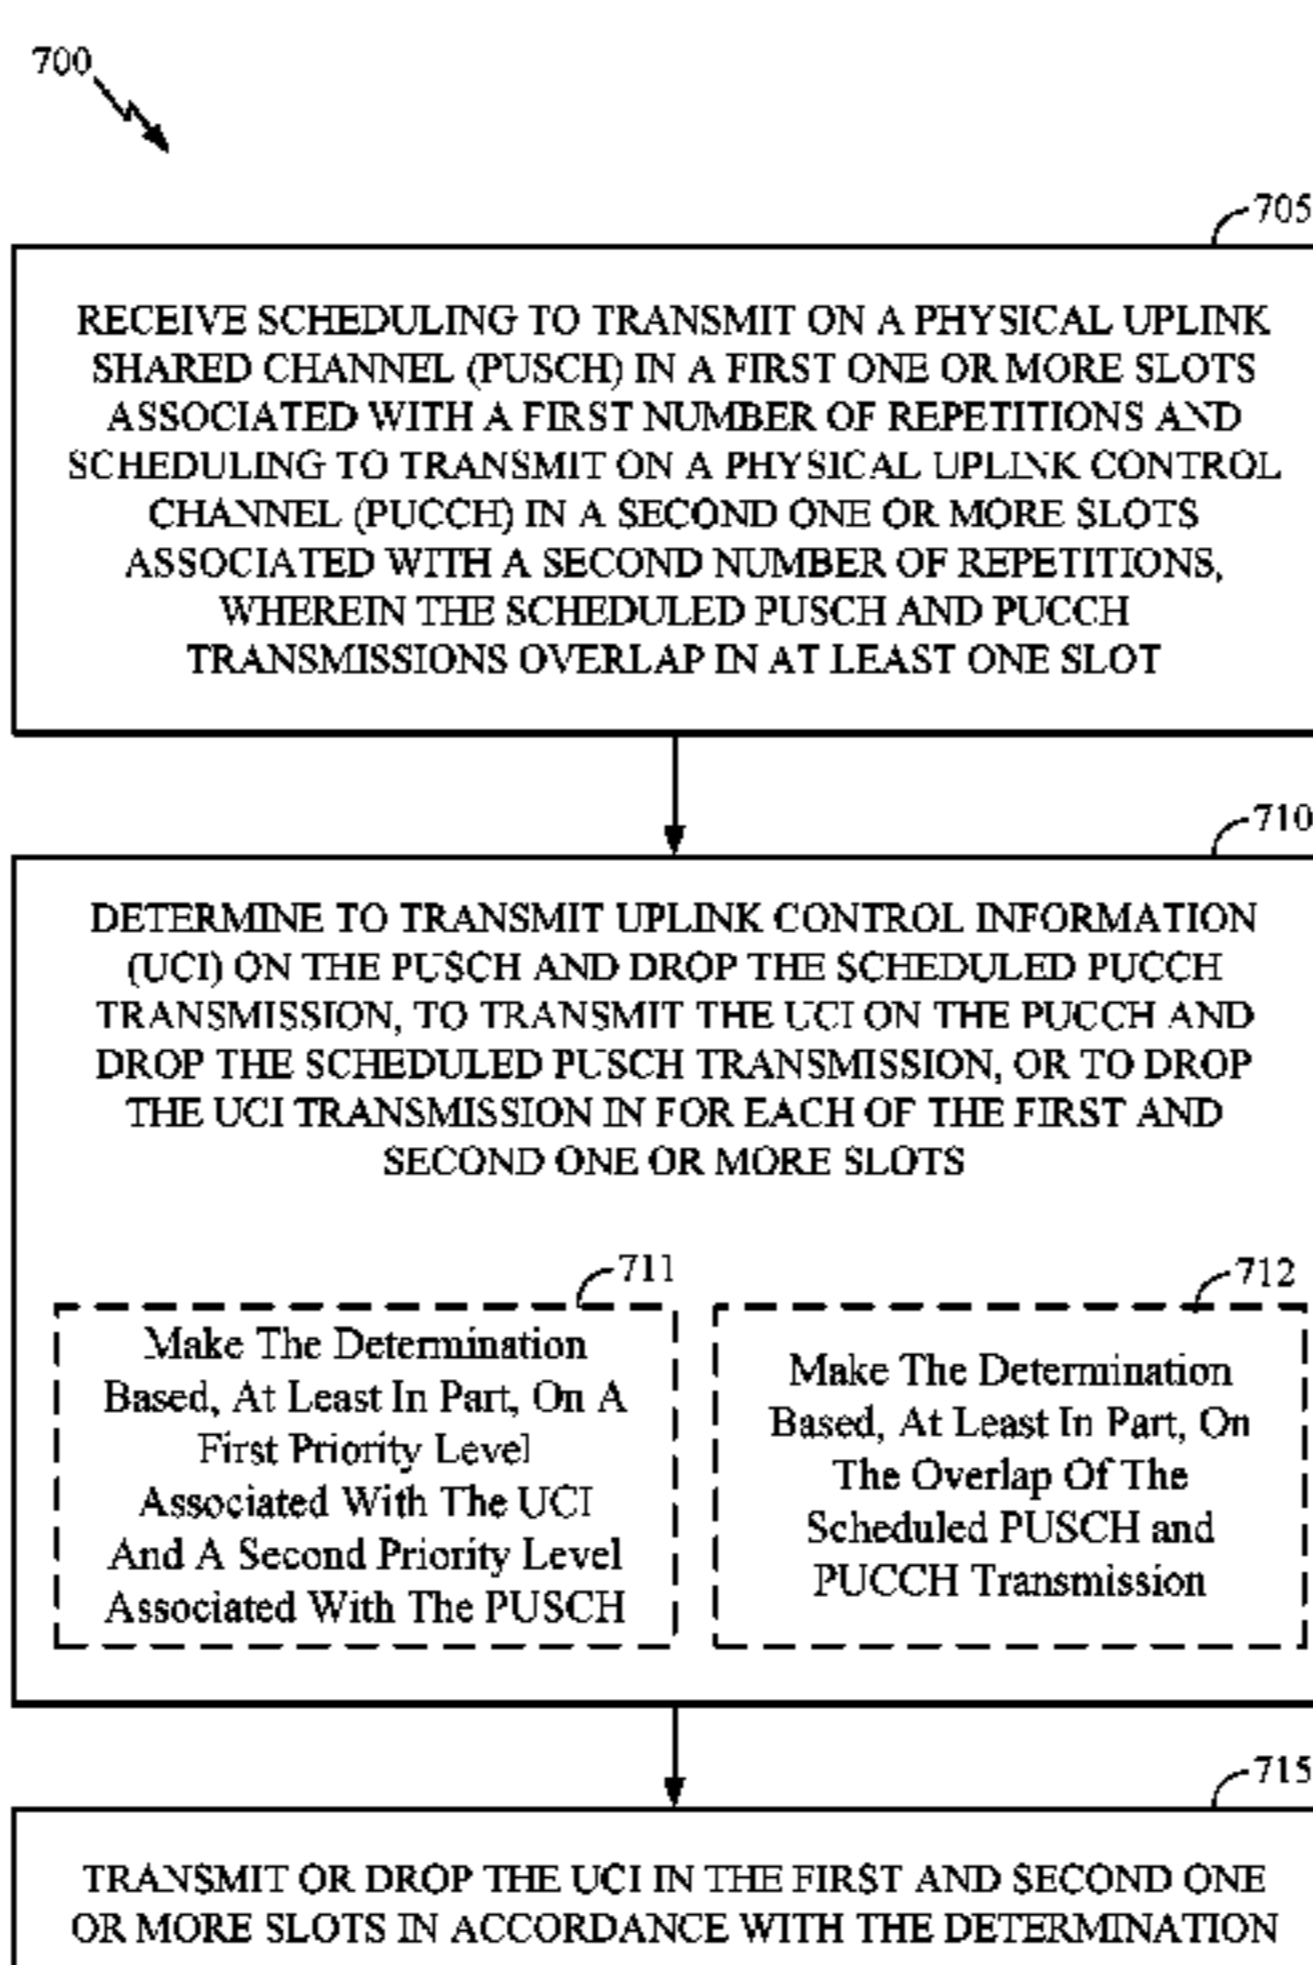 700
705
RECEIVE SCHEDULING TO TRANSMIT ON A PHYSICAL UPLINK
SHARED CHANNEL (PUSCH) IN A FIRST ONE OR MORE SLOTS
ASSOCIATED WITH A FIRST NUMBER OF REPETITIONS AND
SCHEDULING TO TRANSMIT ON A PHYSICAL UPLINK CONTROL
CHANNEL (PUCCH) IN A SECOND ONE OR MORE SLOTS
ASSOCIATED WITH A SECOND NUMBER OF REPETITIONS,
WHEREIN THE SCHEDULED PUSCH AND PUCCH
TRANSMISSIONS OVERLAP IN AT LEAST ONE SLOT
710
DETERMINE TO TRANSMIT UPLINK CONTROL INFORMATION
(UCI) ON THE PUSCH AND DROP THE SCHEDULED PUCCH
TRANSMISSION, TO TRANSMIT THE UCI ON THE PUCCH AND
DROP THE SCHEDULED PUSCH TRANSMISSION, OR TO DROP
THE UCI TRANSMISSION IN FOR EACH OF THE FIRST AND
SECOND ONE OR MORE SLOTS
711
Make The Determination
Based, At Least In Part, On A
First Priority Level
Associated With The UCI
And A Second Priority Level
Associated With The PUSCH
712
Make The Determination
Based, At Least In Part, On
The Overlap Of The
Scheduled PUSCH and
PUCCH Transmission
715
TRANSMIT OR DROP THE UCI IN THE FIRST AND SECOND ONE
OR MORE SLOTS IN ACCORDANCE WITH THE DETERMINATION